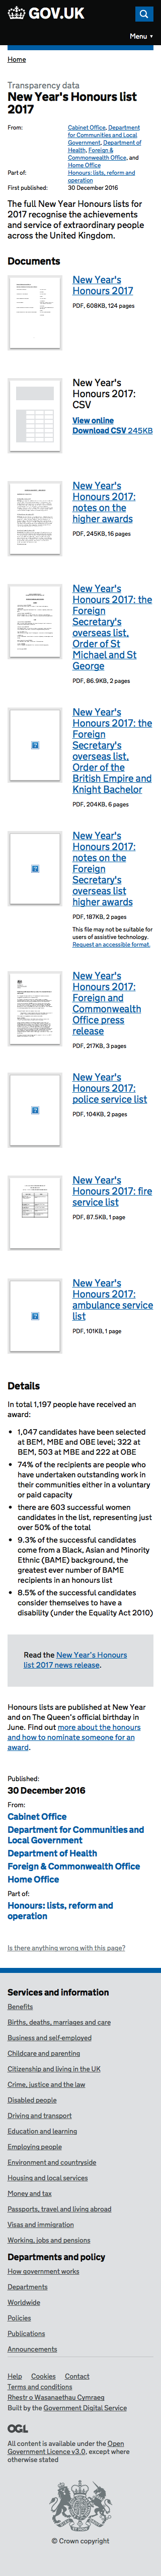 GOV.UK
Menu ▼
Home
Transparency data
New Year's Honours list
2017
From:
Cabinet Office, Department
for Communities and Local
Government, Department of
Health, Foreign &
Commonwealth Office, and
Home Office
Part of:
Honours: lists, reform and
operation
First published:
30 December 2016
The full New Year Honours lists for
2017 recognise the achievements
and service of extraordinary people
across the United Kingdom.
Documents
New Year's
Honours 2017
PDF, 608KB, 124 pages
New Year's
Honours 2017:
CSV
View online
Download CSV 245KB
New Year's
Honours 2017:
notes on the
higher awards
PDF, 245KB, 16 pages
New Year's
Honours 2017: the
Foreign
Secretary's
overseas list,
Order of St
Michael and St
George
PDF, 86.9KB, 2 pages
New Year's
Honours 2017: the
Foreign
Secretary's
overseas list,
Order of the
British Empire and
Knight Bachelor
PDF, 204KB, 6 pages
New Year's
Honours 2017:
notes on the
Foreign
Secretary's
overseas list
higher awards
PDF, 187KB, 2 pages
This file may not be suitable for
users of assistive technology.
Request an accessible format.
New Year's
Honours 2017:
Foreign and
Commonwealth
Office press
release
PDF, 217KB, 3 pages
New Year's
Honours 2017:
police service list
PDF, 104KB, 2 pages
New Year's
Honours 2017: fire
service list
PDF, 87.5KB, 1 page
New Year's
Honours 2017:
ambulance service
list
PDF, 101KB, 1 page
Details
In total 1,197 people have received an
award:
• 1,047 candidates have been selected
at BEM, MBE and OBE level; 322 at
BEM, 503 at MBE and 222 at OBE
• 74% of the recipients are people who
have undertaken outstanding work in
their communities either in a voluntary
or paid capacity
• there are 603 successful women
candidates in the list, representing just
over 50% of the total
• 9.3% of the successful candidates
come from a Black, Asian and Minority
Ethnic (BAME) background, the
greatest ever number of BAME
recipients in an honours list
• 8.5% of the successful candidates
consider themselves to have a
disability (under the Equality Act 2010)
Read the New Year's Honours
list 2017 news release.
Honours lists are published at New Year
and on The Queen's official birthday in
June. Find out more about the honours
and how to nominate someone for an
award.
Published:
30 December 2016
From:
Cabinet Office
Department for Communities and
Local Government
Department of Health
Foreign & Commonwealth Office
Home Office
Part of:
Honours: lists, reform and
operation
Is there anything wrong with this page?
Services and information
Benefits
Births, deaths, marriages and care
Business and self-employed
Childcare and parenting
Citizenship and living in the UK
Crime, justice and the law
Disabled people
Driving and transport
Education and learning
Employing people
Environment and countryside
Housing and local services
Money and tax
Passports, travel and living abroad
Visas and immigration
Working, jobs and pensions
Departments and policy
How government works
Departments
Worldwide
Policies
Publications
Announcements
Help Cookies Contact
Terms and conditions
Rhestr o Wasanaethau Cymraeg
Built by the Government Digital Service
OGL
All content is available under the Open
Government Licence v3.0, except where
otherwise stated
© Crown copyright